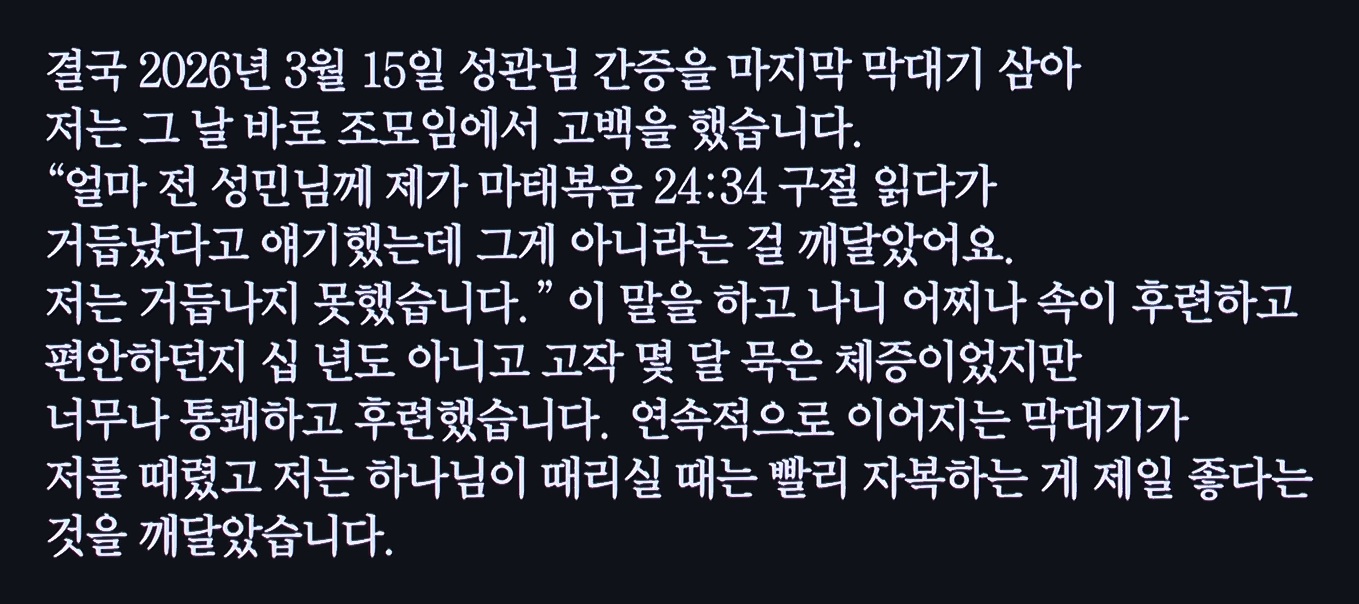 결국 2026년 3월 15일 성관님 간증을 마지막 막대기 삼아
저는 그 날 바로 조모임에서 고백을 했습니다.
“얼마 전 성민님께 제가 마태복음 24:34 구절 읽다가
거듭났다고 얘기했는데 그게 아니라는 걸 깨달았어요.
저는 거듭나지 못했습니다.” 이 말을 하고 나니 어찌나 속이 후련하고
편안하던지 십 년도 아니고 고작 몇 달 묵은 체증이었지만
너무나 통쾌하고 후련했습니다. 연속적으로 이어지는 막대기가
저를 때렸고 저는 하나님이 때리실 때는 빨리 자복하는 게 제일 좋다는
것을 깨달았습니다.